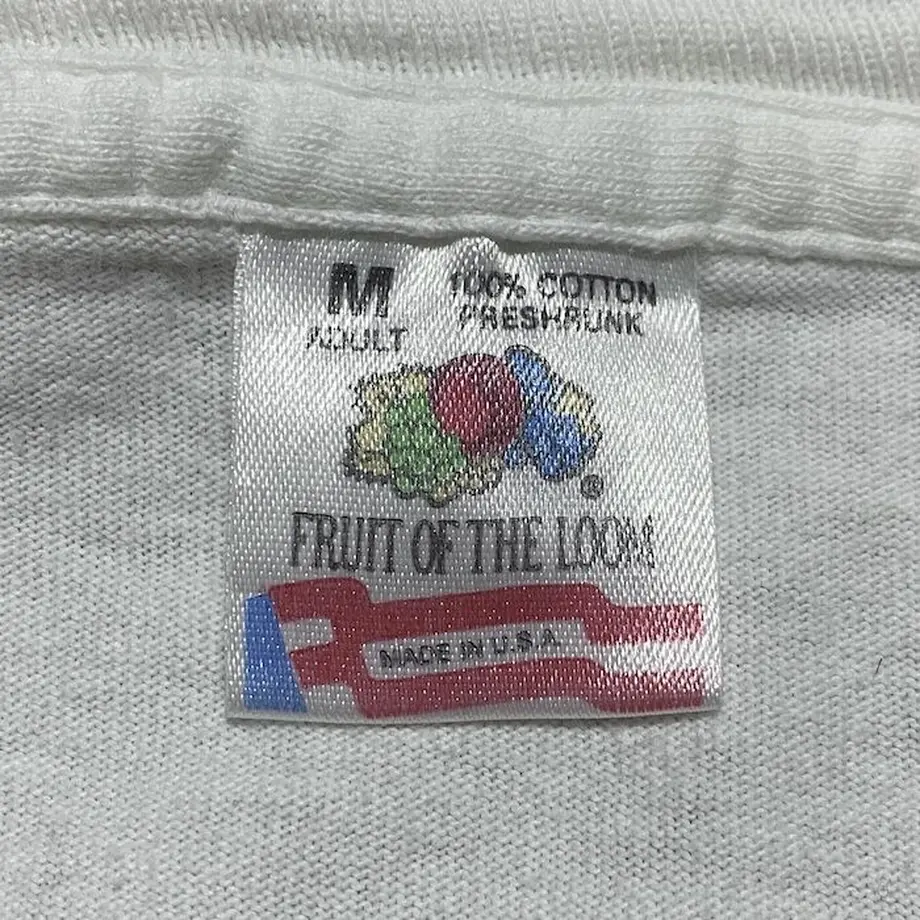 M
ADULT
100% COTTON
PRESHRUNK
®
FRUIT OF THE LOOM
MADE IN U.S.A.